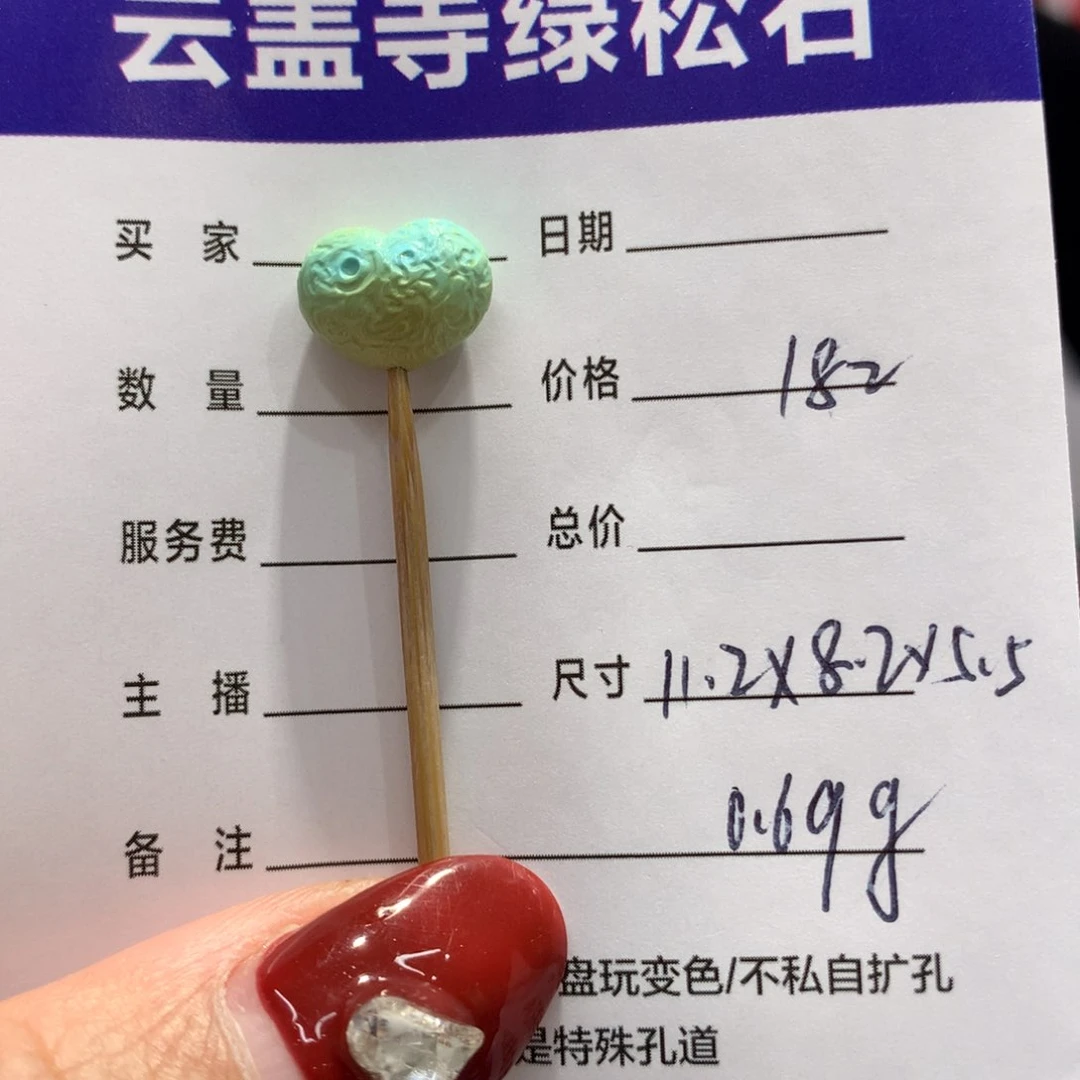 云盖寺绿松石
买 家 日期
数 量 价格 182
服务费 总价
主 播 尺寸 11.2X8.2X5.5
备 注 0.69g
盘玩变色/不私自扩孔
是特殊孔道